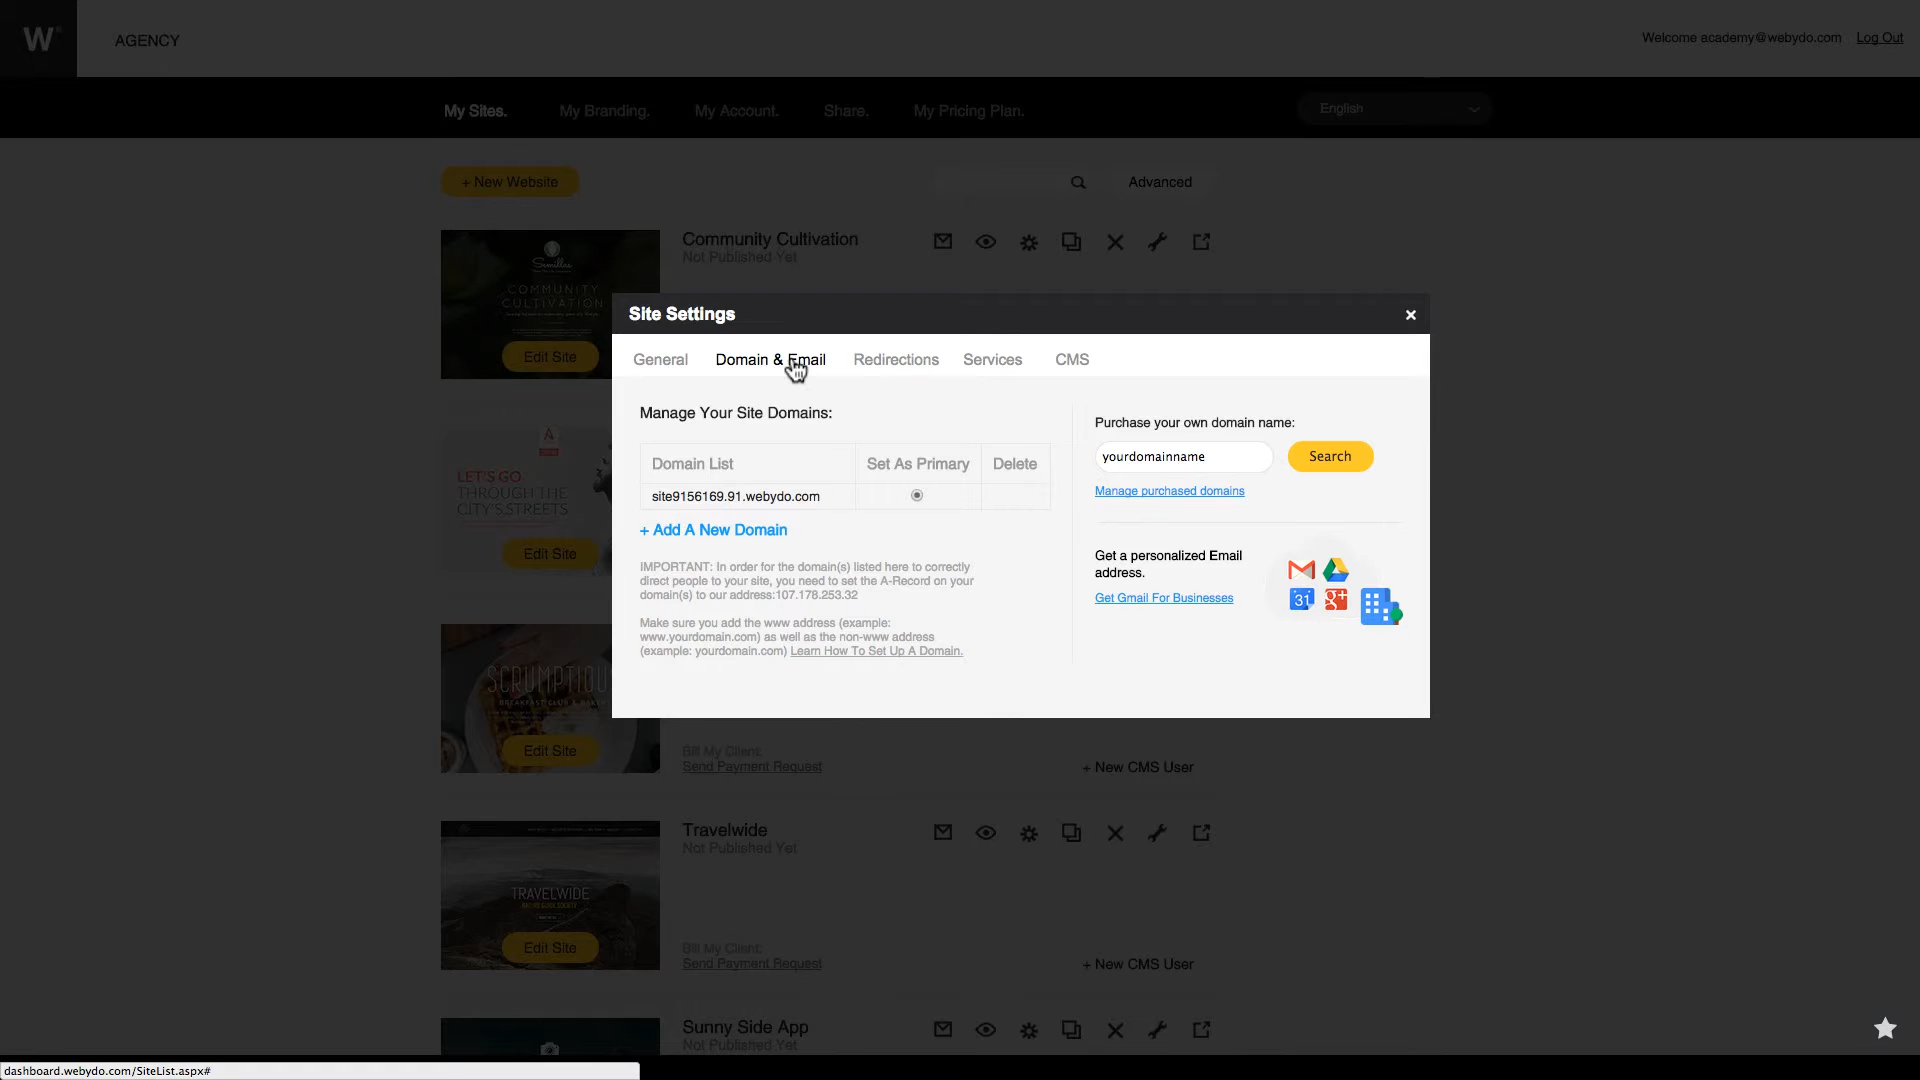 W
AGENCY
Welcome academy@webydo.com Log Out
My Sites. My Branding. My Account. Share. My Pricing Plan. English
+ New Website Advanced
Community Cultivation
Not Published Yet
Semillas
COMMUNITY
CULTIVATION
Edit Site
Site Settings
General Domain & Email Redirections Services CMS
Manage Your Site Domains:
Domain List Set As Primary Delete
site9156169.91.webydo.com
+ Add A New Domain
IMPORTANT: In order for the domain(s) listed here to correctly
direct people to your site, you need to set the A-Record on your
domain(s) to our address:107.178.253.32
Make sure you add the www address (example:
www.yourdomain.com) as well as the non-www address
(example: yourdomain.com) Learn How To Set Up A Domain.
Purchase your own domain name:
yourdomainname Search
Manage purchased domains
Get a personalized Email
address.
Get Gmail For Businesses
31 g+
A
LET'S GO
THROUGH THE
CITY'S STREETS
Edit Site
SCRUMPTIOU
Edit Site
Bill My Client:
Send Payment Request
+ New CMS User
Travelwide
Not Published Yet
TRAVELWIDE
Edit Site
Bill My Client:
Send Payment Request
+ New CMS User
Sunny Side App
Not Published Yet
dashboard.webydo.com/SiteList.aspx#